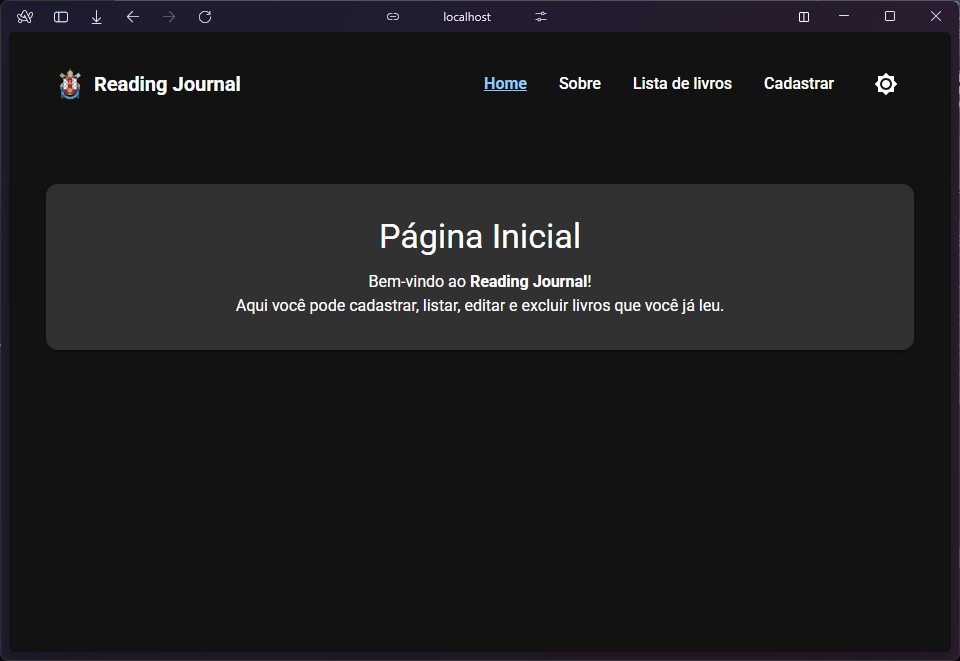 localhost
Reading Journal
Home Sobre Lista de livros Cadastrar
Página Inicial
Bem-vindo ao Reading Journal!
Aqui você pode cadastrar, listar, editar e excluir livros que você já leu.